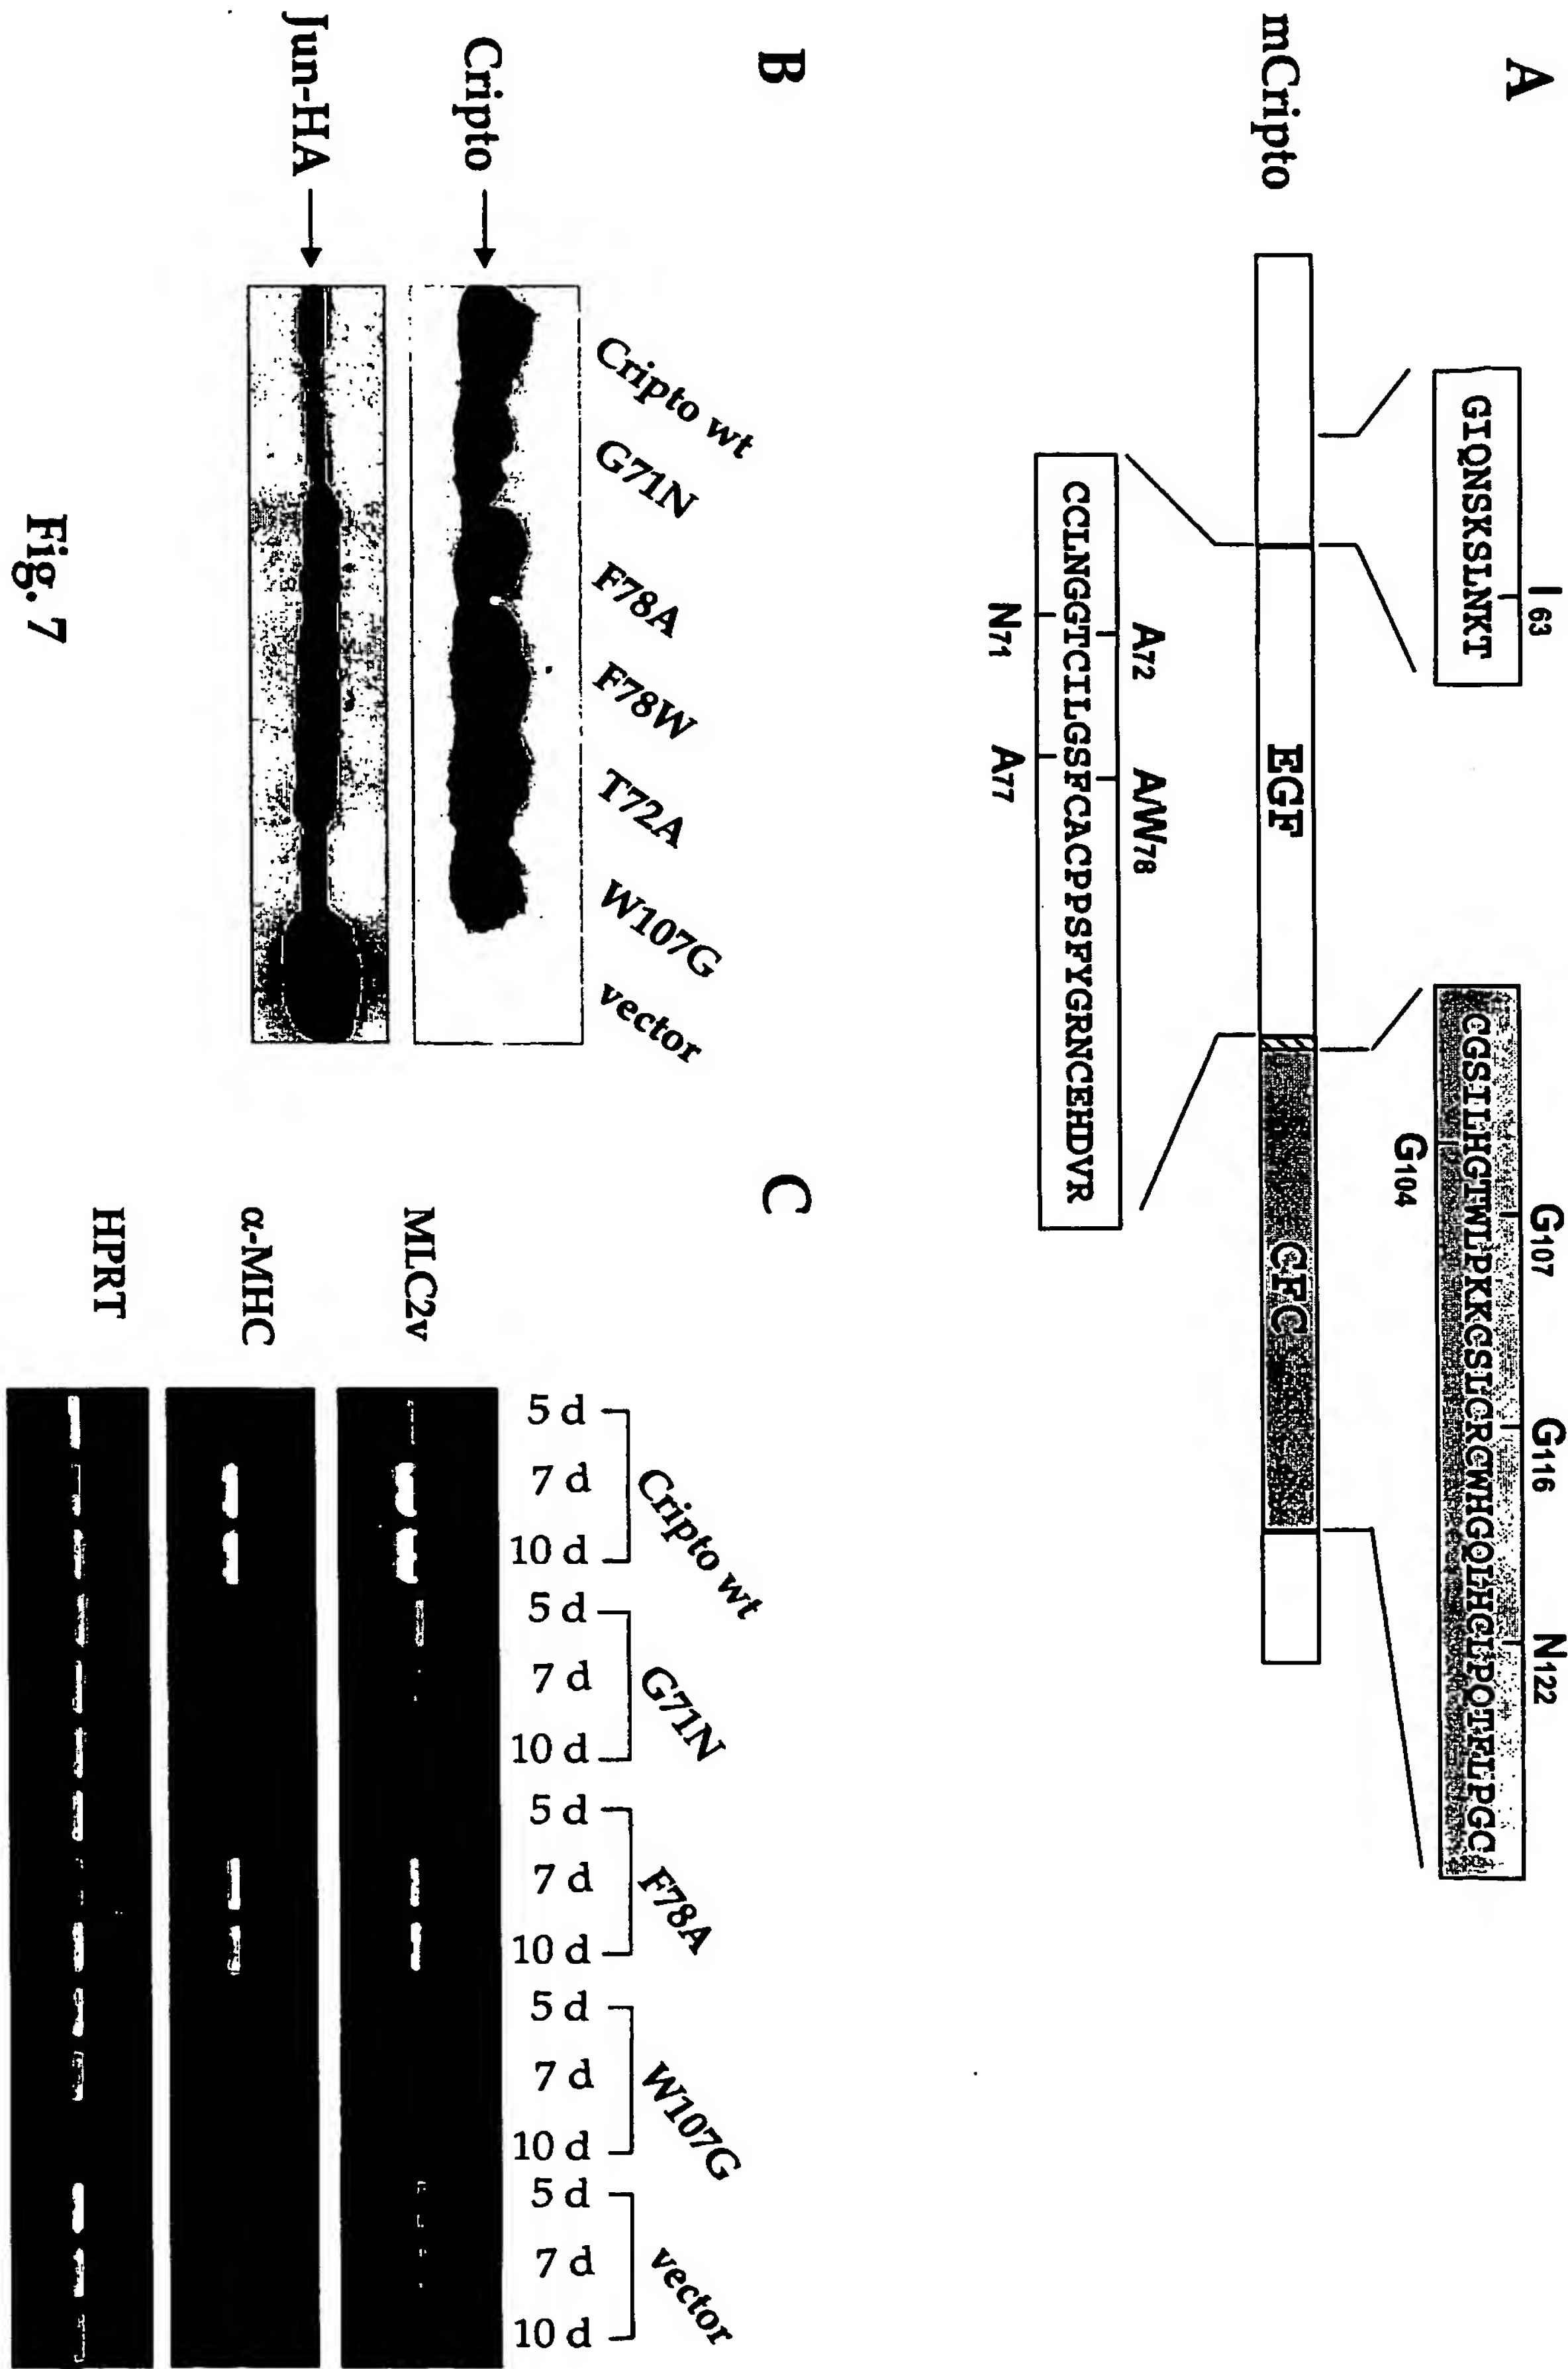 A
I63
GIQNSKSLNKT
G107 G116 N122
CGSILHGTWLPKKCSLCRCWHGQLHCLPQTFLPGC
G104
mCripto
EGF
CFC
A72 A/W78
CCLNGGTCILGSFCACPPSFYGRNCEHDVR
N71 A77
B
Cripto wt G71N F78A F78W T72A W107G vector
Cripto
Jun-HA
C
Cripto wt G71N F78A W107G vector
5 d 7 d 10 d 5 d 7 d 10 d 5 d 7 d 10 d 5 d 7 d 10 d 5 d 7 d 10 d
MLC2v
α-MHC
HPRT
Fig. 7